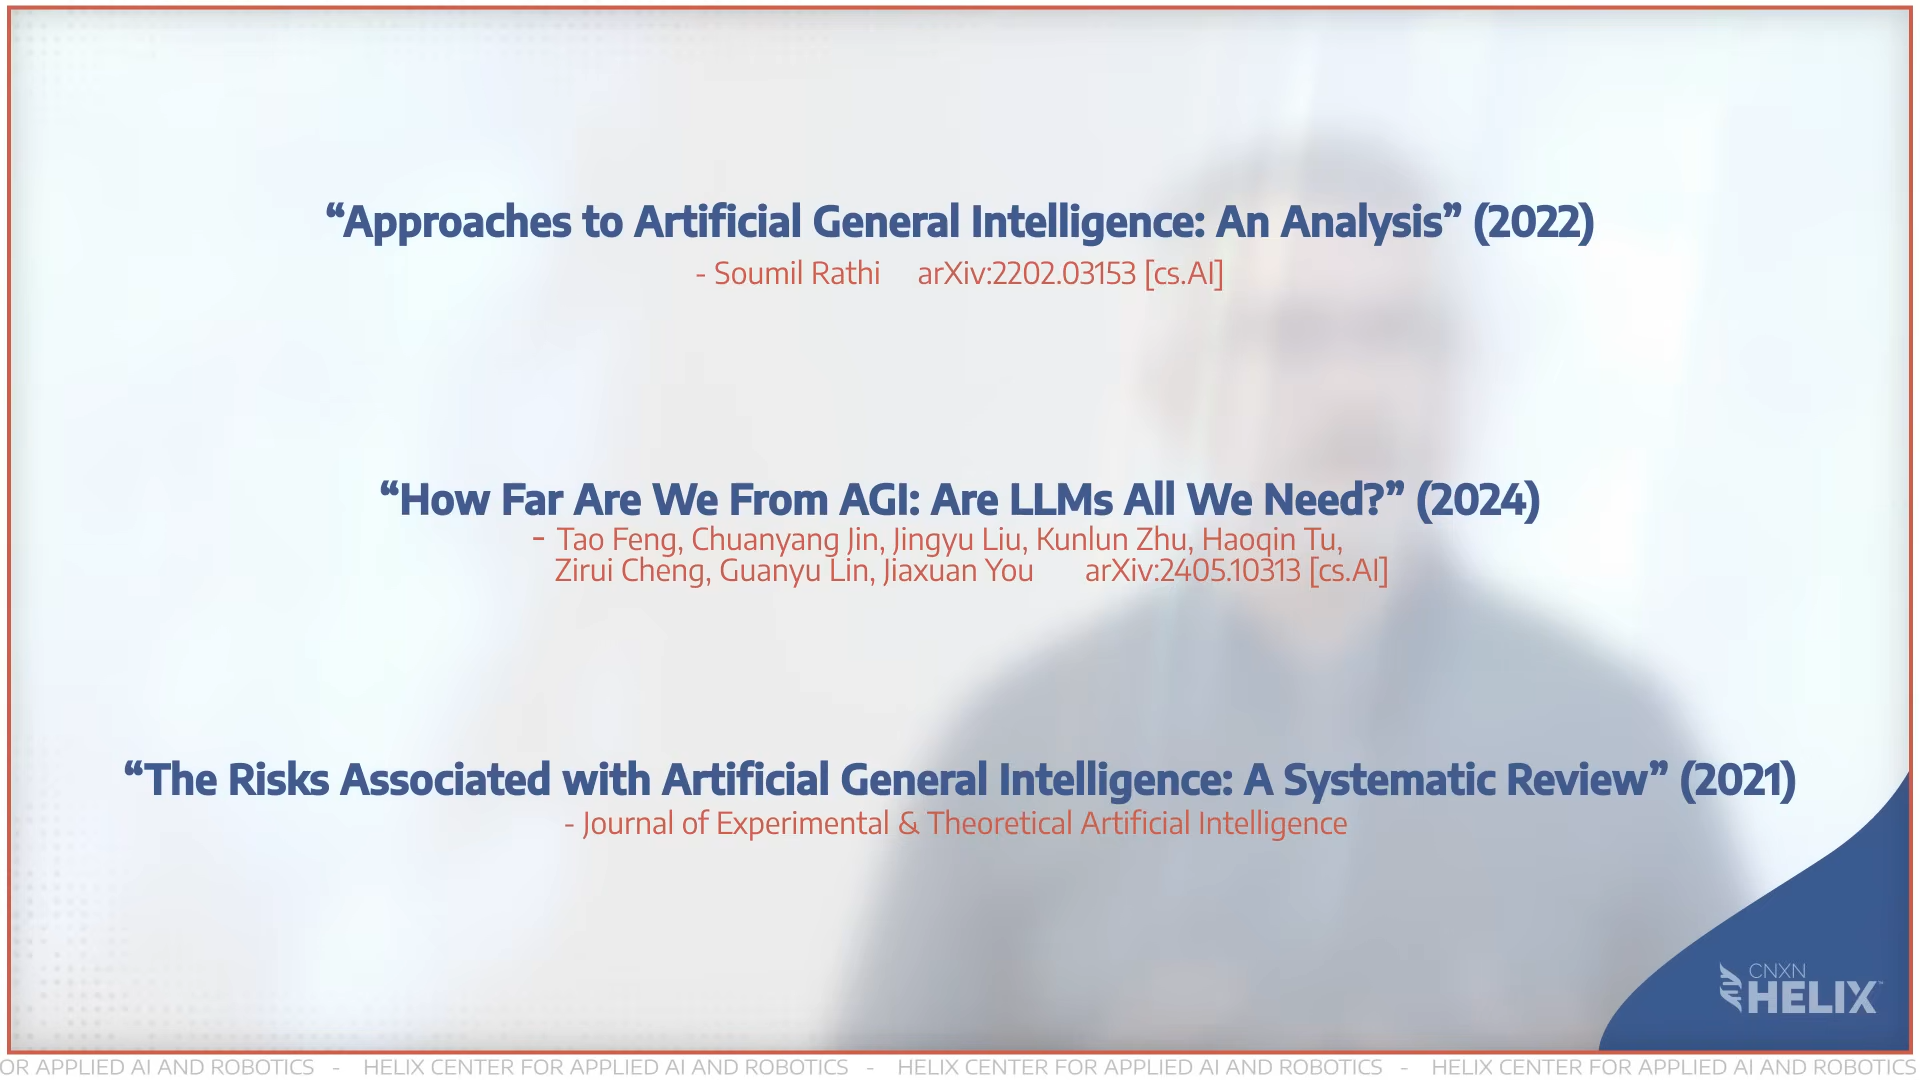 “Approaches to Artificial General Intelligence: An Analysis” (2022)
- Soumil Rathi arXiv:2202.03153 [cs.AI]
“How Far Are We From AGI: Are LLMs All We Need?” (2024)
- Tao Feng, Chuanyang Jin, Jingyu Liu, Kunlun Zhu, Haoqin Tu,
Zirui Cheng, Guanyu Lin, Jiaxuan You arXiv:2405.10313 [cs.AI]
“The Risks Associated with Artificial General Intelligence: A Systematic Review” (2021)
- Journal of Experimental & Theoretical Artificial Intelligence
CNXN
HELIX™
OR APPLIED AI AND ROBOTICS - HELIX CENTER FOR APPLIED AI AND ROBOTICS - HELIX CENTER FOR APPLIED AI AND ROBOTICS - HELIX CENTER FOR APPLIED AI AND ROBOTICS